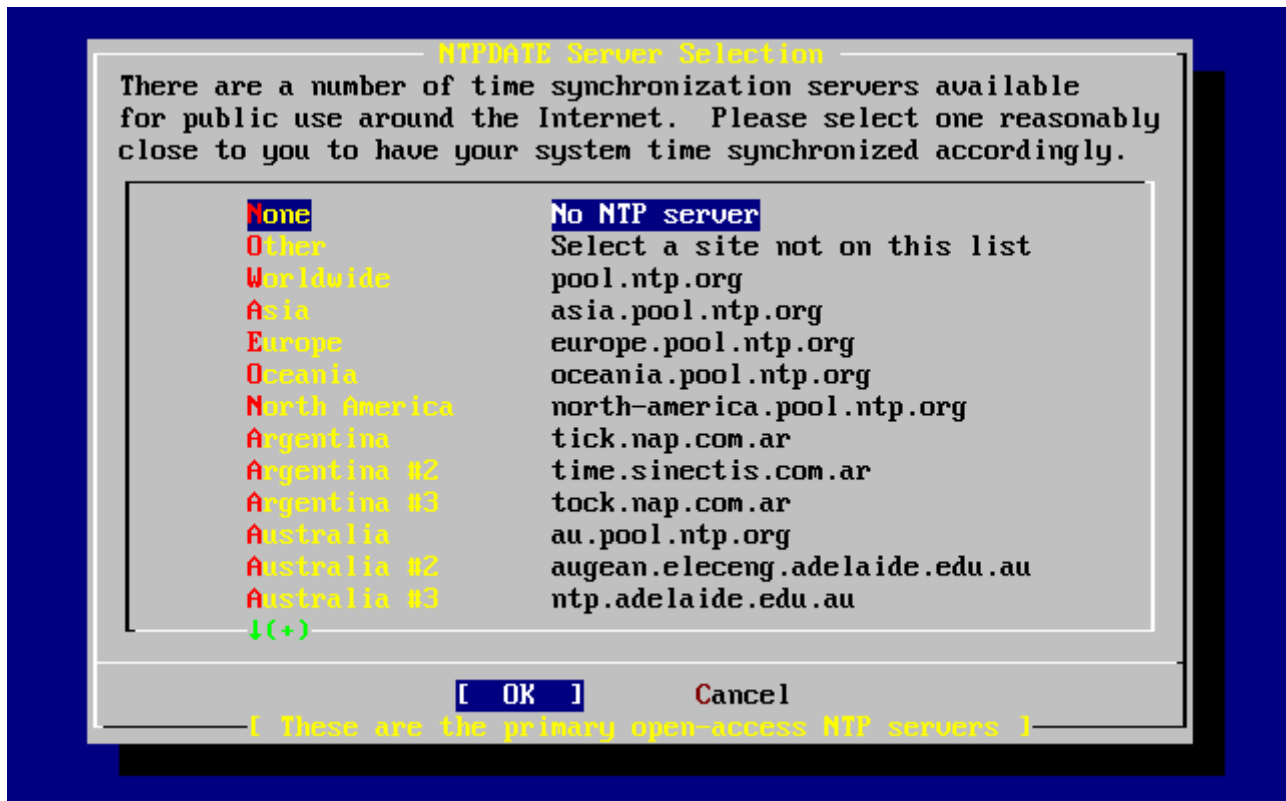 NTPDATE Server Selection
There are a number of time synchronization servers available
for public use around the Internet.  Please select one reasonably
close to you to have your system time synchronized accordingly.
None No NTP server
Other Select a site not on this list
Worldwide pool.ntp.org
Asia asia.pool.ntp.org
Europe europe.pool.ntp.org
Oceania oceania.pool.ntp.org
North America north-america.pool.ntp.org
Argentina tick.nap.com.ar
Argentina #2 time.sinectis.com.ar
Argentina #3 tock.nap.com.ar
Australia au.pool.ntp.org
Australia #2 augean.eleceng.adelaide.edu.au
Australia #3 ntp.adelaide.edu.au
↓(+)
[  OK  ] Cancel
[ These are the primary open-access NTP servers ]